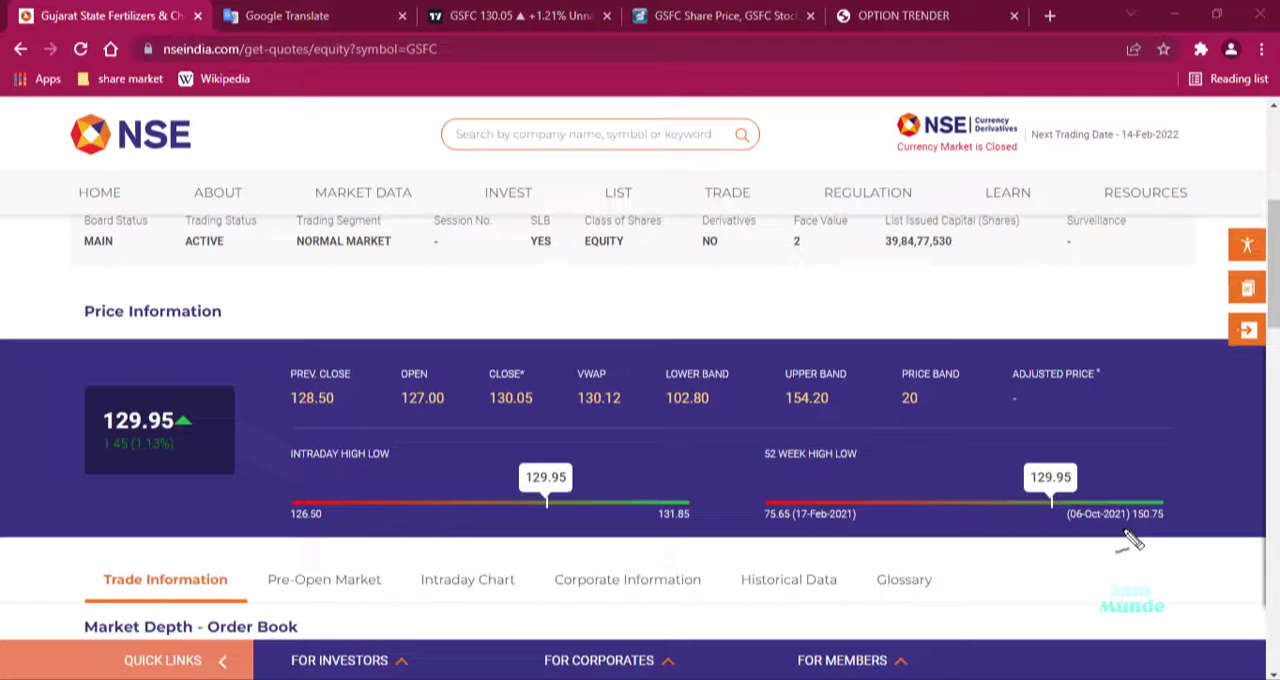 Gujarat State Fertilizers & Ch
Google Translate
GSFC 130.05 ▲ +1.21% Unna
GSFC Share Price, GSFC Stoc
OPTION TRENDER
nseindia.com/get-quotes/equity?symbol=GSFC
Apps
share market
W Wikipedia
Reading list
NSE
Search by company name, symbol or keyword
NSE Currency Derivatives
Currency Market is Closed
Next Trading Date - 14-Feb-2022
HOME ABOUT MARKET DATA INVEST LIST TRADE REGULATION LEARN RESOURCES
Board Status Trading Status Trading Segment Session No. SLB Class of Shares Derivatives Face Value List Issued Capital (Shares) Surveillance
MAIN ACTIVE NORMAL MARKET - YES EQUITY NO 2 39,84,77,530 -
Price Information
PREV. CLOSE OPEN CLOSE* VWAP LOWER BAND UPPER BAND PRICE BAND ADJUSTED PRICE*
128.50 127.00 130.05 130.12 102.80 154.20 20 -
129.95
1.45 (1.13%)
INTRADAY HIGH LOW 52 WEEK HIGH LOW
129.95 129.95
126.50 131.85 75.65 (17-Feb-2021) (06-Oct-2021) 150.75
Trade Information Pre-Open Market Intraday Chart Corporate Information Historical Data Glossary
Munde
Market Depth - Order Book
QUICK LINKS FOR INVESTORS FOR CORPORATES FOR MEMBERS